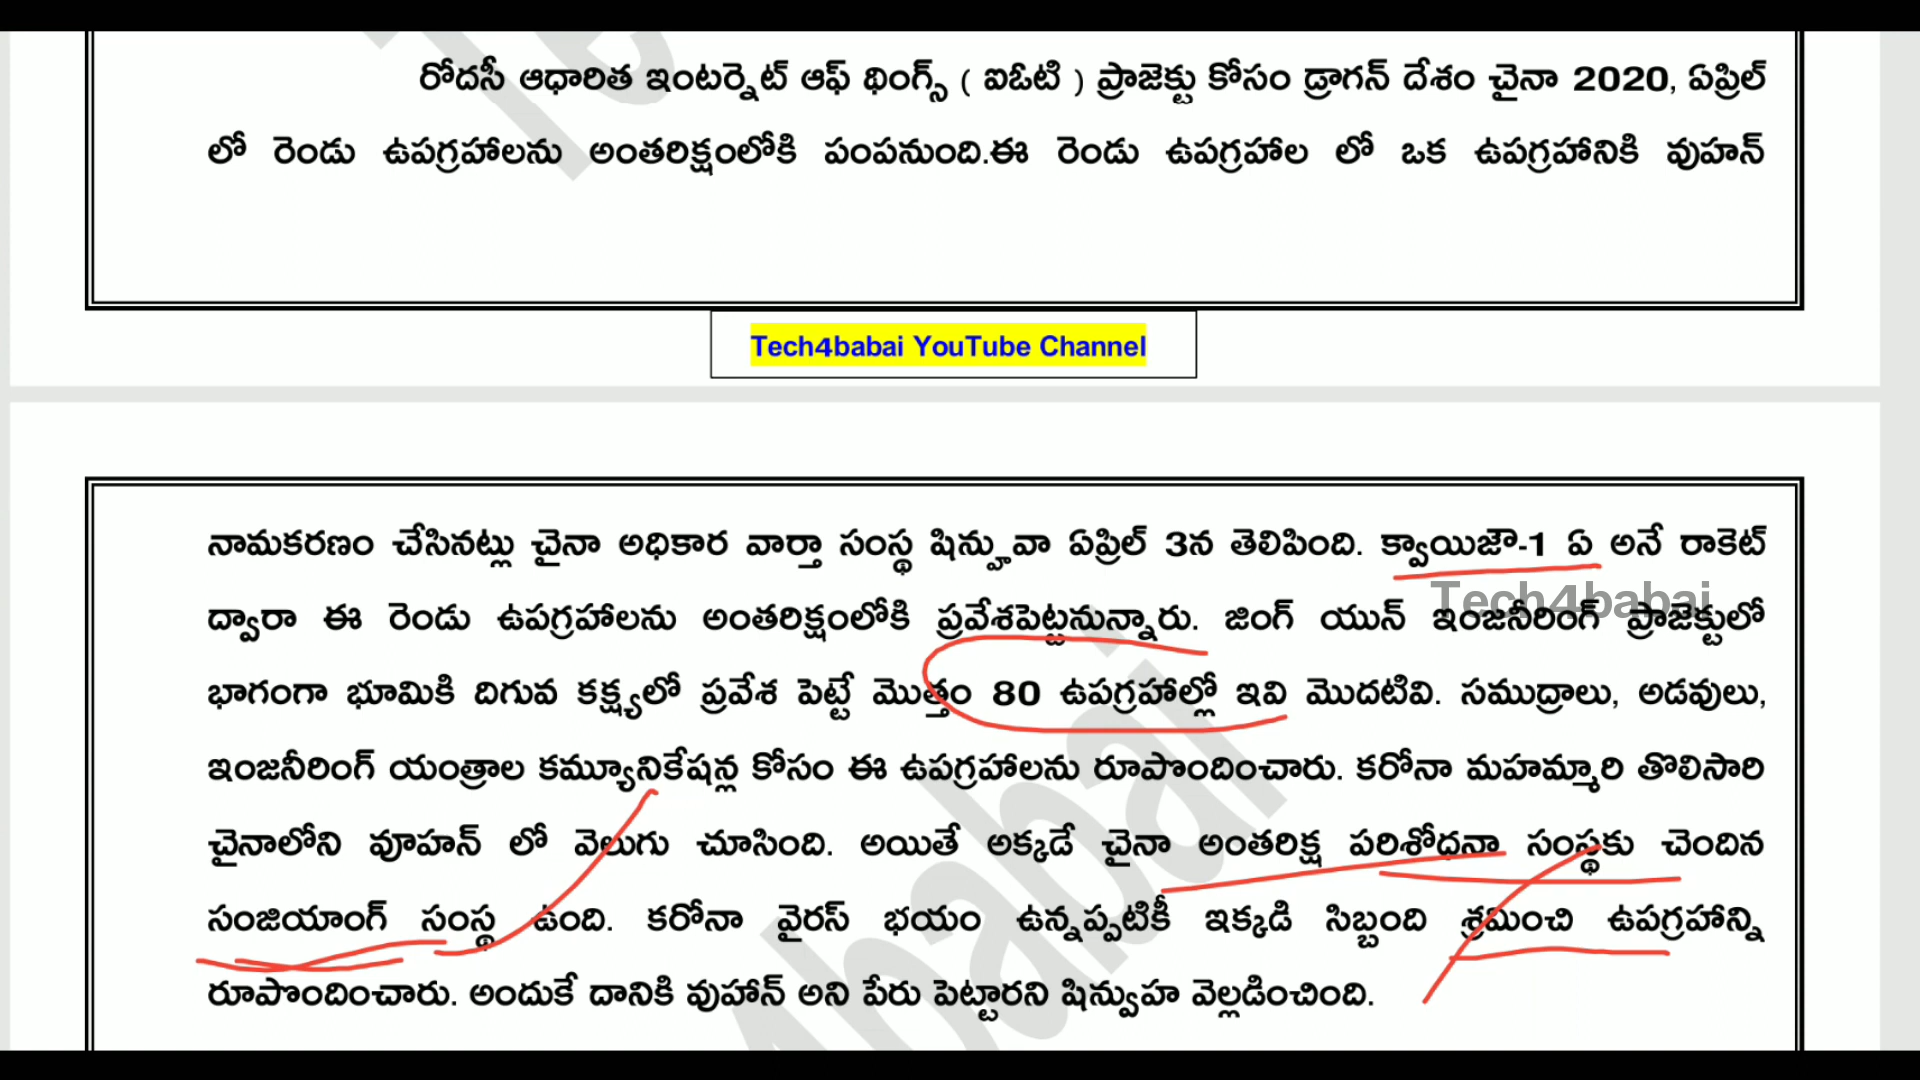 రోదసీ ఆధారిత ఇంటర్నెట్ ఆఫ్ థింగ్స్ ( ఐఓటి ) ప్రాజెక్టు కోసం డ్రాగన్ దేశం చైనా 2020, ఏప్రిల్
లో రెండు ఉపగ్రహాలను అంతరిక్షంలోకి పంపనుంది.ఈ రెండు ఉపగ్రహాల లో ఒక ఉపగ్రహానికి వుహన్
Tech4babai YouTube Channel
నామకరణం చేసినట్లు చైనా అధికార వార్తా సంస్థ షిన్హువా ఏప్రిల్ 3న తెలిపింది. క్వాయిజౌ-1 ఏ అనే రాకెట్
Tech4babai
ద్వారా ఈ రెండు ఉపగ్రహాలను అంతరిక్షంలోకి ప్రవేశపెట్టనున్నారు. జింగ్ యున్ ఇంజనీరింగ్ ప్రాజెక్టులో
భాగంగా భూమికి దిగువ కక్ష్యలో ప్రవేశ పెట్టే మొత్తం 80 ఉపగ్రహాల్లో ఇవి మొదటివి. సముద్రాలు, అడవులు,
ఇంజనీరింగ్ యంత్రాల కమ్యూనికేషన్ల కోసం ఈ ఉపగ్రహాలను రూపొందించారు. కరోనా మహమ్మారి తొలిసారి
చైనాలోని వూహన్ లో వెలుగు చూసింది. అయితే అక్కడే చైనా అంతరిక్ష పరిశోధనా సంస్థకు చెందిన
సంజియాంగ్ సంస్థ ఉంది. కరోనా వైరస్ భయం ఉన్నప్పటికీ ఇక్కడి సిబ్బంది శ్రమించి ఉపగ్రహాన్ని
రూపొందించారు. అందుకే దానికి వుహాన్ అని పేరు పెట్టారని షిన్వుహ వెల్లడించింది.